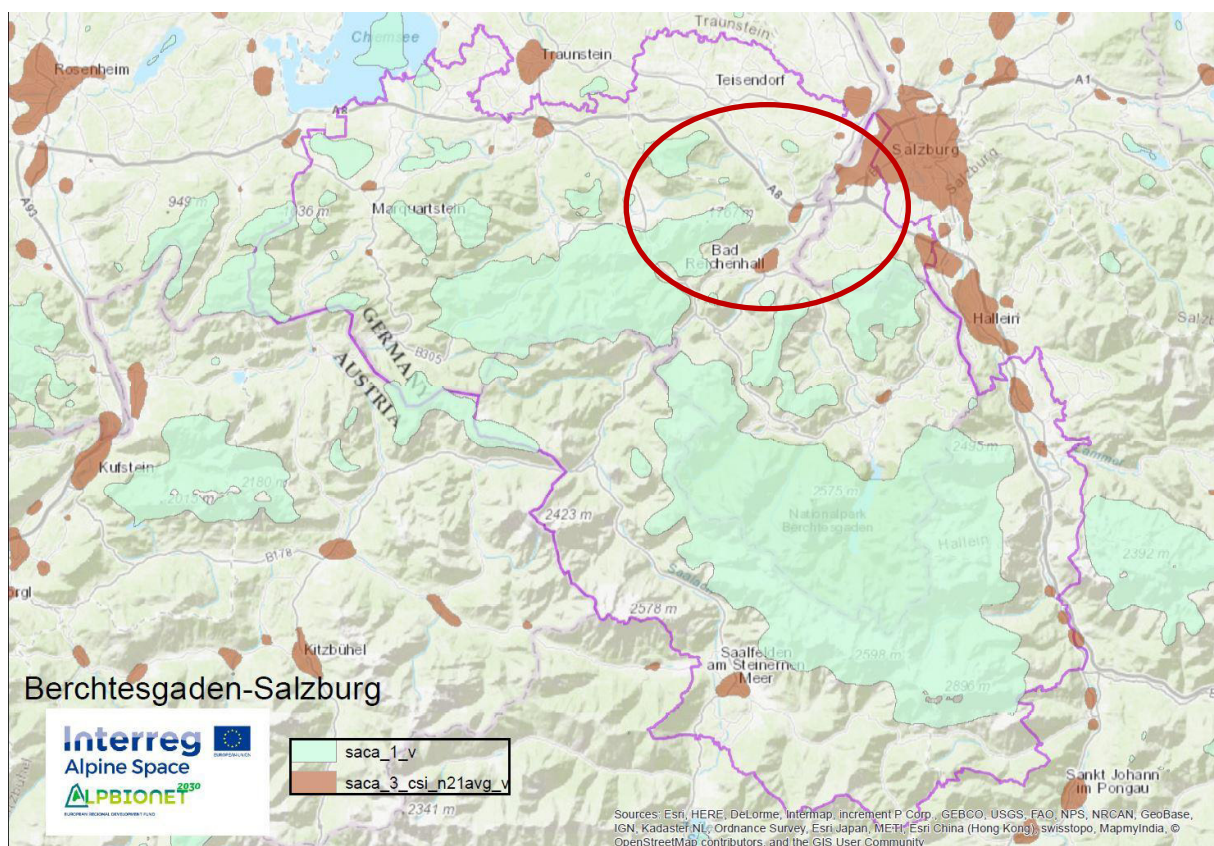 Chiemsee
Traunstein
Traunstein
Rosenheim
Teisendorf
A1
A8
Salzburg
Salzburg
A8
A93
949 m
Marquartstein
1767 m
Bad
Reichenhall
Hallein
GERMANY
AUSTRIA
B305
Kufstein
2180 m
2495 m
Lammer
2575 m
Nationalpark
Berchtesgaden
Hallein
2423 m
2392 m
B178
Saalach
2578 m
Kitzbühel
Saalfelden
am Steinernen
Meer
2598 m
2896 m
Berchtesgaden-Salzburg
Interreg
EUROPEAN UNION
Alpine Space
ALPBIONET2030
EUROPEAN REGIONAL DEVELOPMENT FUND
saca_1_v
saca_3_csi_n21avg_v
2341 m
Sankt Johann
im Pongau
Sources: Esri, HERE, DeLorme, Intermap, increment P Corp., GEBCO, USGS, FAO, NPS, NRCAN, GeoBase,
IGN, Kadaster NL, Ordnance Survey, Esri Japan, METI, Esri China (Hong Kong), swisstopo, MapmyIndia, ©
OpenStreetMap contributors, and the GIS User Community